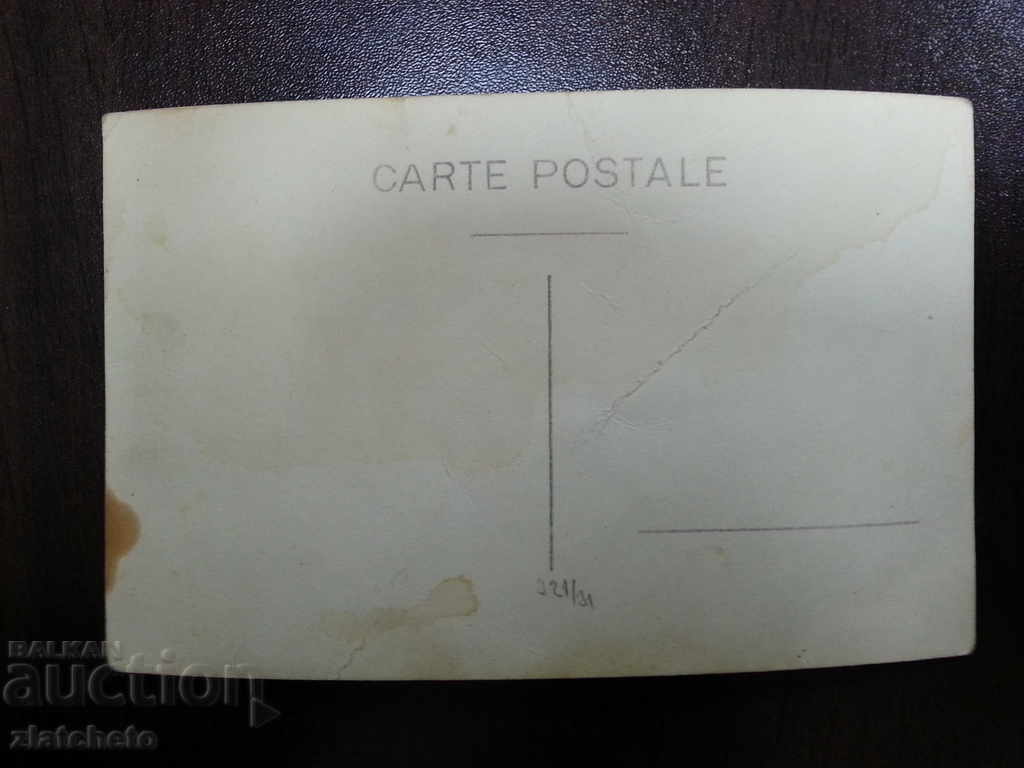 CARTE POSTALE
321/31
BALKAN
auction
zlatcheto